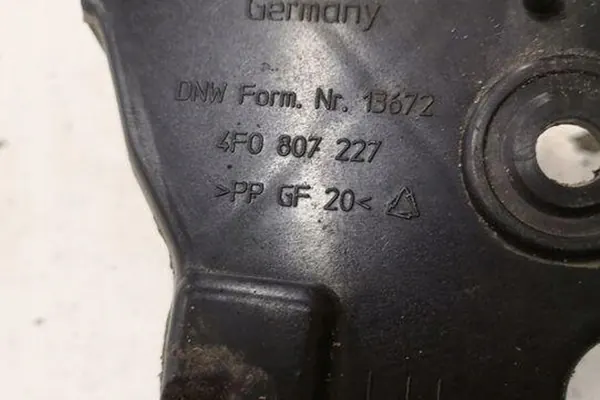 Germany
DNW Form. Nr. 13672
4F0 807 227
>PP GF 20<